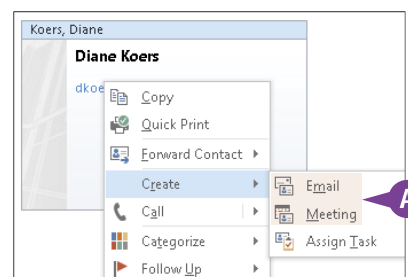 Koers, Diane
Diane Koers
dkoe
Copy
Quick Print
Forward Contact
Create
Email
Call
Meeting
Categorize
Assign Task
Follow Up
A